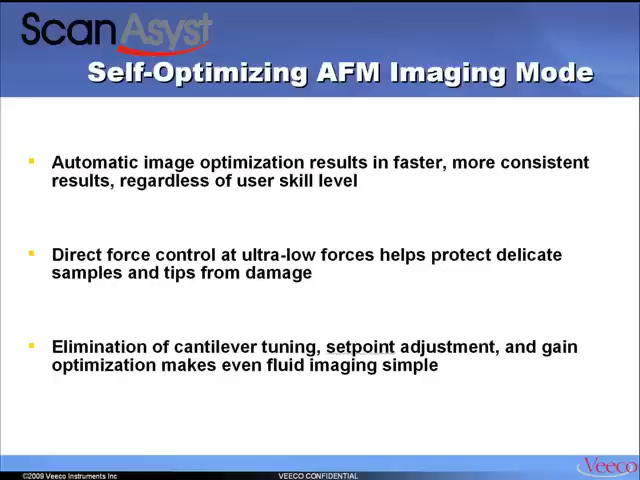 ScanAsyst
Self-Optimizing AFM Imaging Mode
Automatic image optimization results in faster, more consistent
results, regardless of user skill level
Direct force control at ultra-low forces helps protect delicate
samples and tips from damage
Elimination of cantilever tuning, setpoint adjustment, and gain
optimization makes even fluid imaging simple
©2009 Veeco Instruments Inc
VEECO CONFIDENTIAL
Veeco